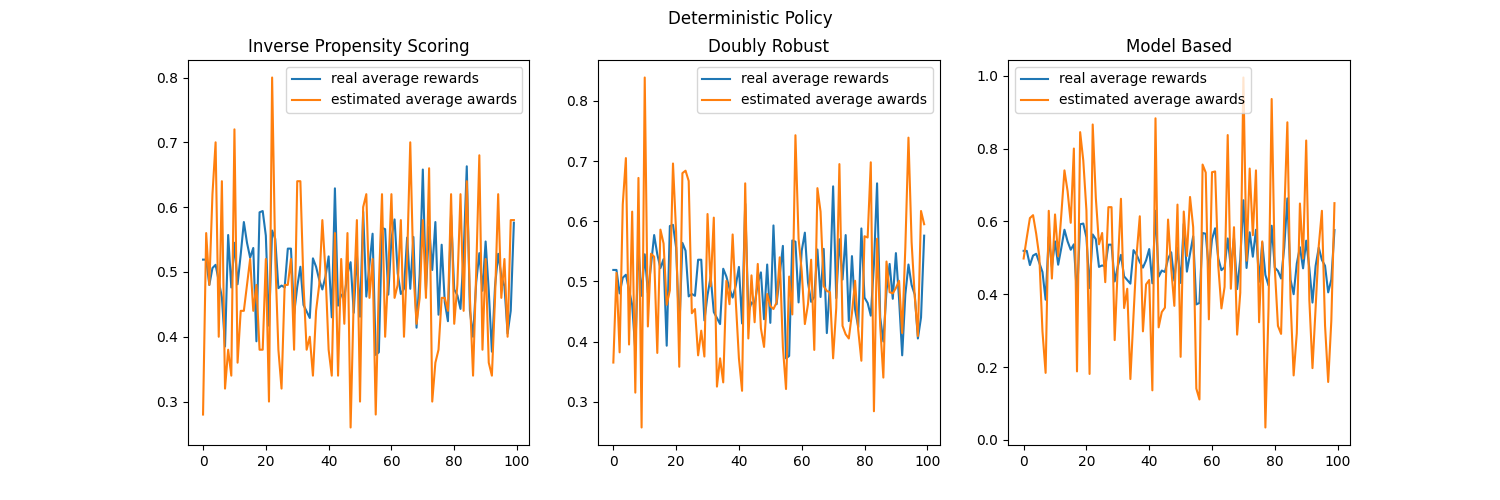 Deterministic Policy
Inverse Propensity Scoring
real average rewards
estimated average awards
0.8
0.7
0.6
0.5
0.4
0.3
0 20 40 60 80 100
Doubly Robust
real average rewards
estimated average awards
0.8
0.7
0.6
0.5
0.4
0.3
0 20 40 60 80 100
Model Based
real average rewards
estimated average awards
1.0
0.8
0.6
0.4
0.2
0.0
0 20 40 60 80 100